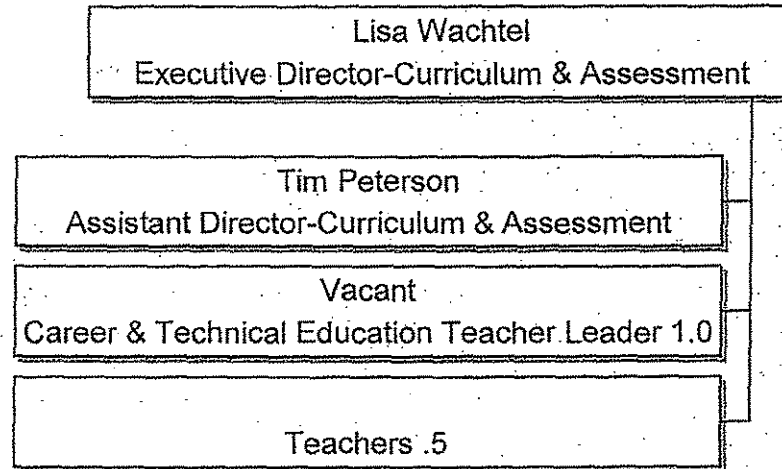 Lisa Wachtel
Executive Director-Curriculum & Assessment
Tim Peterson
Assistant Director-Curriculum & Assessment
Vacant
Career & Technical Education Teacher Leader 1.0
Teachers .5